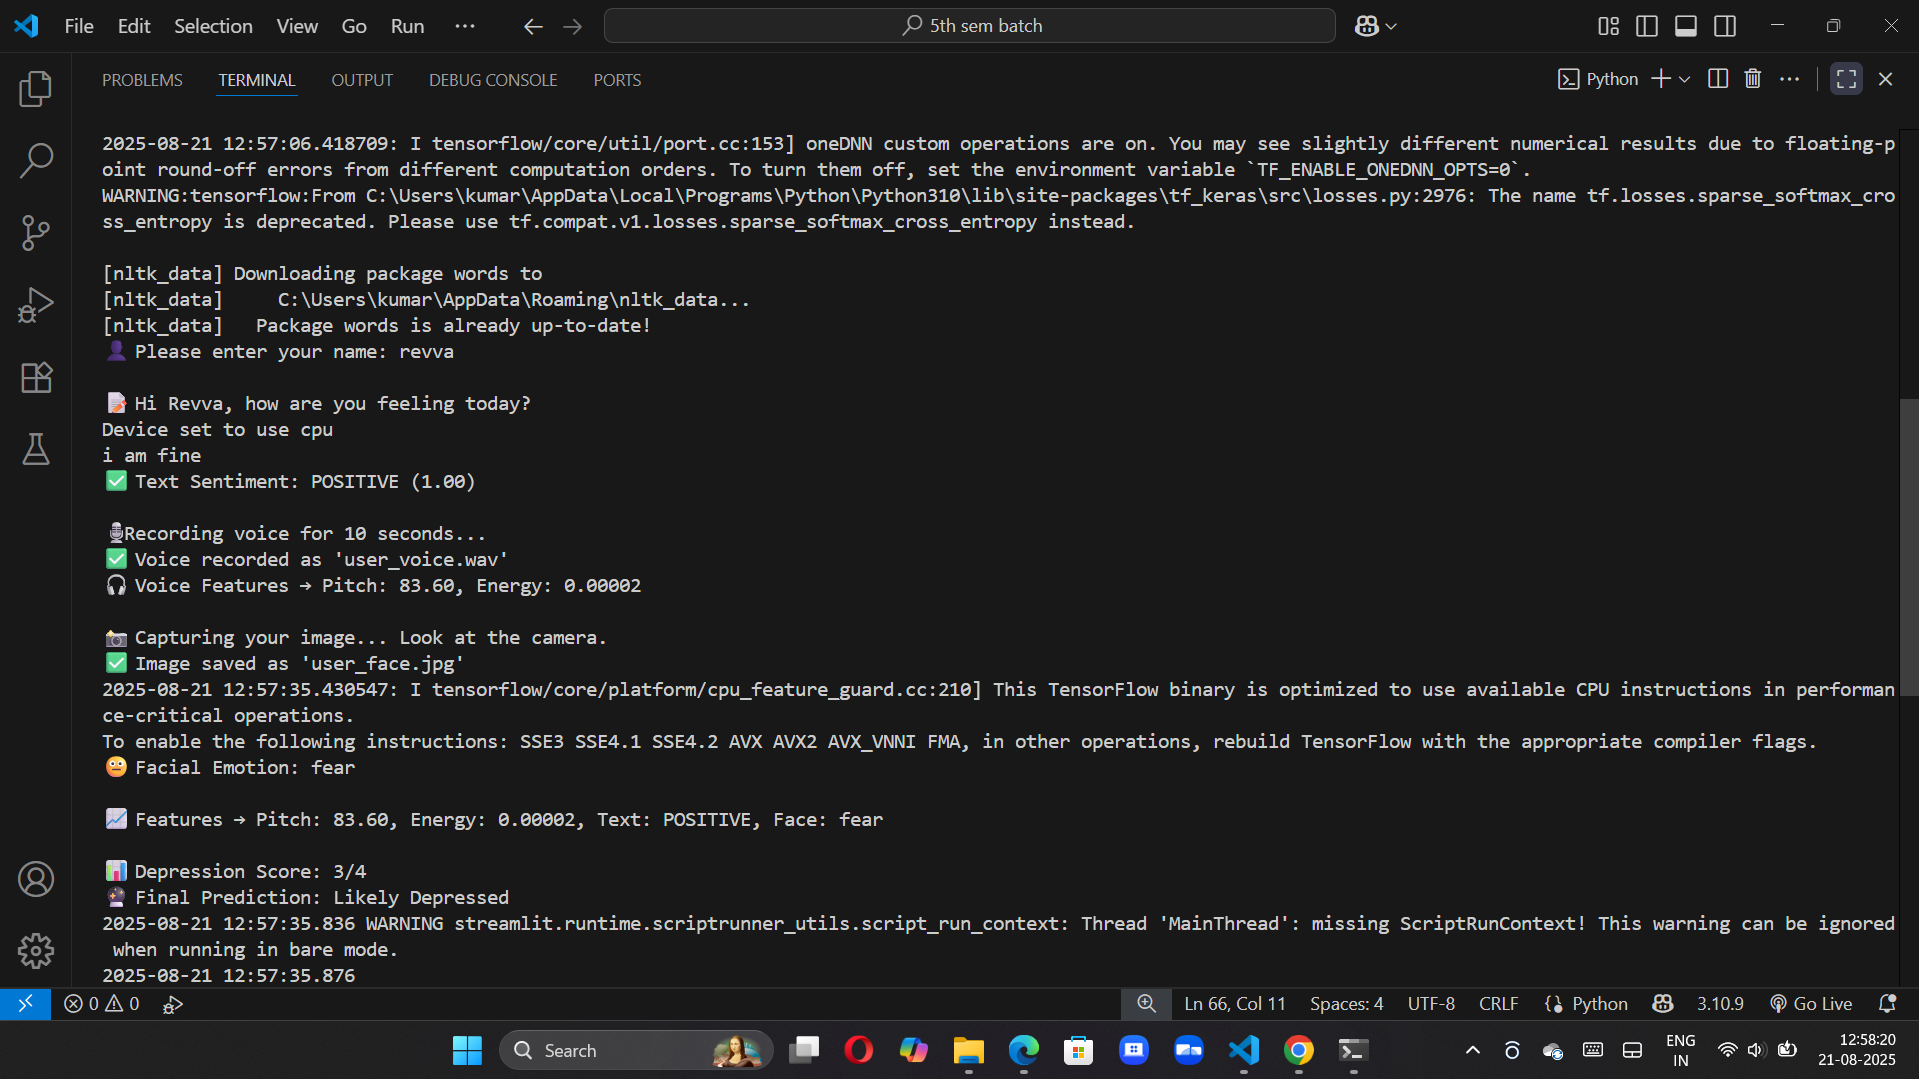 File Edit Selection View Go Run ··· 5th sem batch
PROBLEMS TERMINAL OUTPUT DEBUG CONSOLE PORTS Python
2025-08-21 12:57:06.418709: I tensorflow/core/util/port.cc:153] oneDNN custom operations are on. You may see slightly different numerical results due to floating-p
oint round-off errors from different computation orders. To turn them off, set the environment variable `TF_ENABLE_ONEDNN_OPTS=0`.
WARNING:tensorflow:From C:\Users\kumar\AppData\Local\Programs\Python\Python310\lib\site-packages\tf_keras\src\losses.py:2976: The name tf.losses.sparse_softmax_cro
ss_entropy is deprecated. Please use tf.compat.v1.losses.sparse_softmax_cross_entropy instead.
[nltk_data] Downloading package words to
[nltk_data]     C:\Users\kumar\AppData\Roaming\nltk_data...
[nltk_data]   Package words is already up-to-date!
👤 Please enter your name: revva
📝 Hi Revva, how are you feeling today?
Device set to use cpu
i am fine
✅ Text Sentiment: POSITIVE (1.00)
🎙Recording voice for 10 seconds...
✅ Voice recorded as 'user_voice.wav'
🎧 Voice Features → Pitch: 83.60, Energy: 0.00002
📸 Capturing your image... Look at the camera.
✅ Image saved as 'user_face.jpg'
2025-08-21 12:57:35.430547: I tensorflow/core/platform/cpu_feature_guard.cc:210] This TensorFlow binary is optimized to use available CPU instructions in performan
ce-critical operations.
To enable the following instructions: SSE3 SSE4.1 SSE4.2 AVX AVX2 AVX_VNNI FMA, in other operations, rebuild TensorFlow with the appropriate compiler flags.
😐 Facial Emotion: fear
📈 Features → Pitch: 83.60, Energy: 0.00002, Text: POSITIVE, Face: fear
📊 Depression Score: 3/4
🔮 Final Prediction: Likely Depressed
2025-08-21 12:57:35.836 WARNING streamlit.runtime.scriptrunner_utils.script_run_context: Thread 'MainThread': missing ScriptRunContext! This warning can be ignored
 when running in bare mode.
2025-08-21 12:57:35.876
0 0 Ln 66, Col 11 Spaces: 4 UTF-8 CRLF {} Python 3.10.9 Go Live
Search ENG 12:58:20
IN 21-08-2025